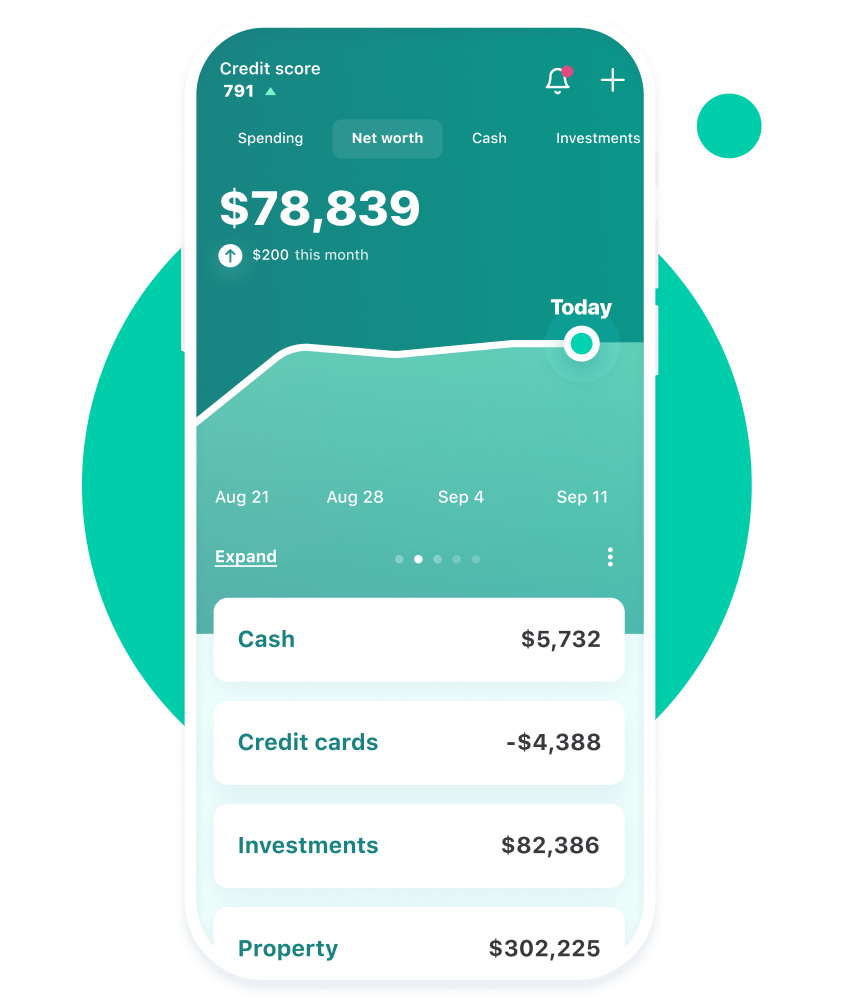 Credit score
791
Spending Net worth Cash Investments
$78,839
$200 this month
Today
Aug 21 Aug 28 Sep 4 Sep 11
Expand
Cash $5,732
Credit cards -$4,388
Investments $82,386
Property $302,225